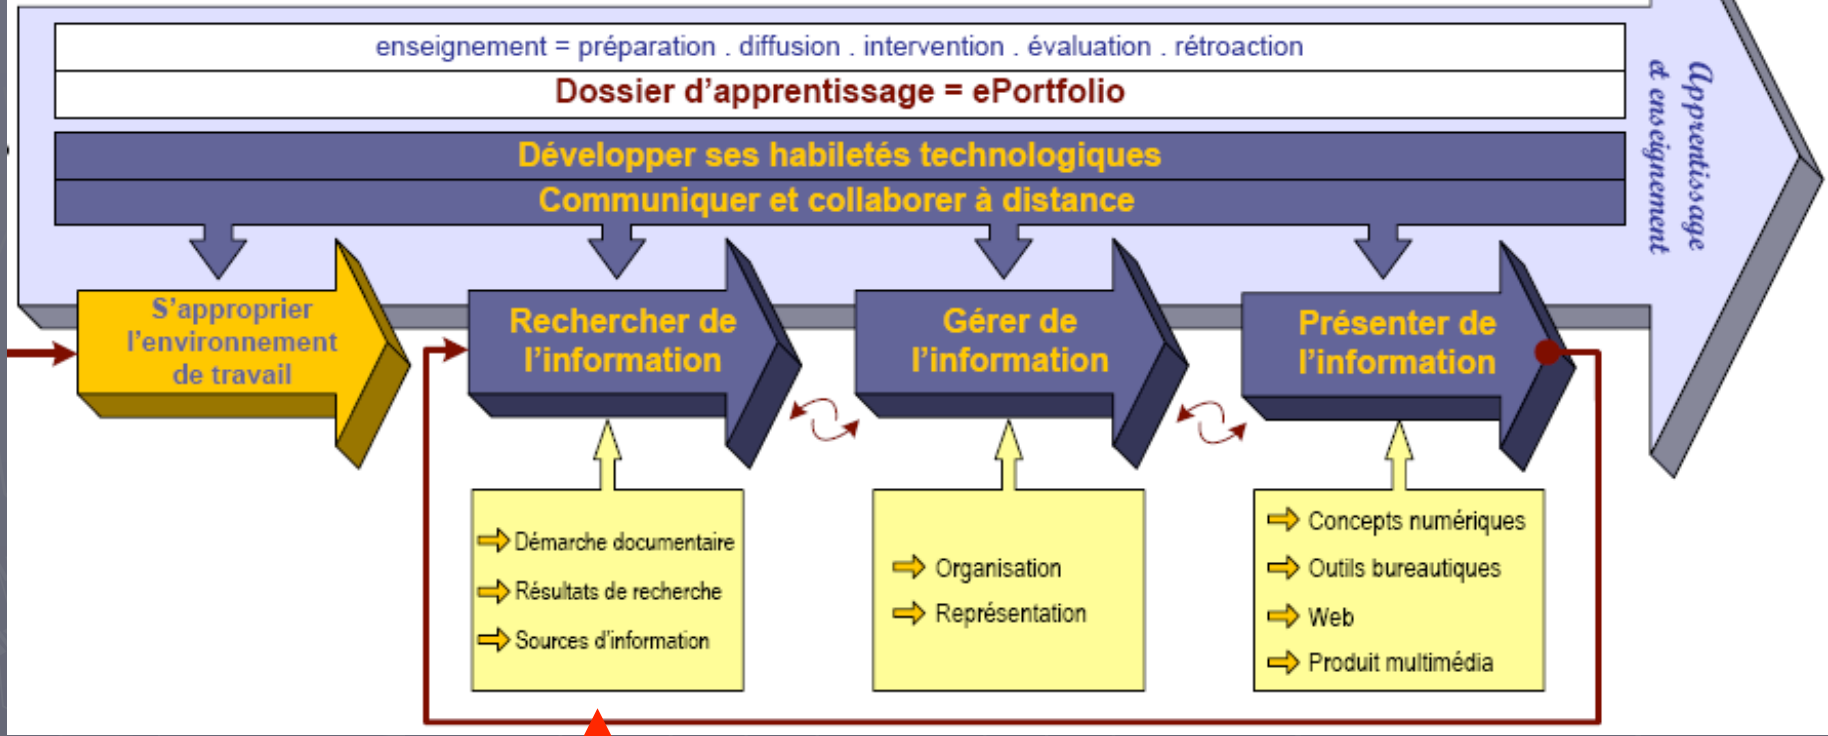 enseignement = préparation . diffusion . intervention . évaluation . rétroaction
Dossier d'apprentissage = ePortfolio
Développer ses habiletés technologiques
Communiquer et collaborer à distance
Apprentissage
et enseignement
S'approprier
l'environnement
de travail
Rechercher de
l'information
Gérer de
l'information
Présenter de
l'information
Démarche documentaire
Résultats de recherche
Sources d'information
Organisation
Représentation
Concepts numériques
Outils bureautiques
Web
Produit multimédia